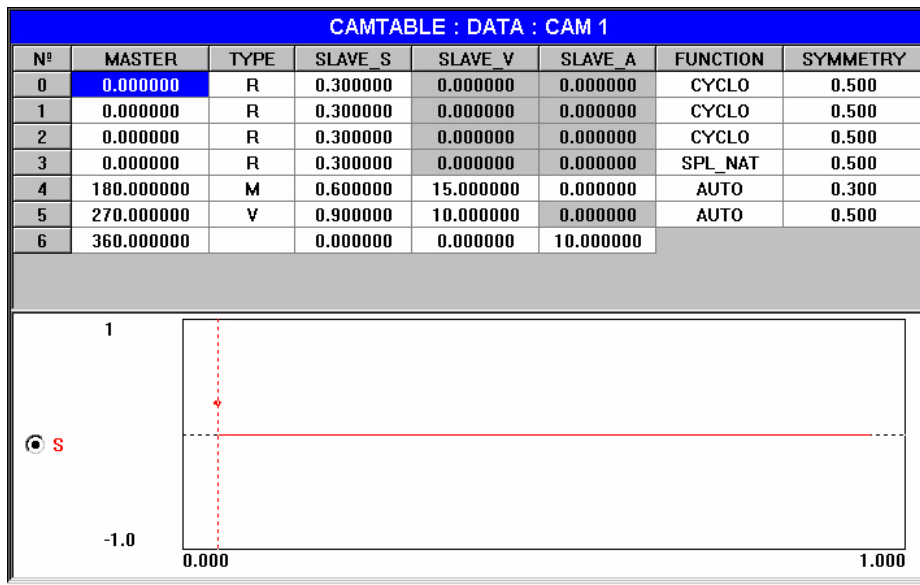 CAMTABLE : DATA : CAM 1
Nº MASTER TYPE SLAVE_S SLAVE_V SLAVE_A FUNCTION SYMMETRY
0 0.000000 R 0.300000 0.000000 0.000000 CYCLO 0.500
1 0.000000 R 0.300000 0.000000 0.000000 CYCLO 0.500
2 0.000000 R 0.300000 0.000000 0.000000 CYCLO 0.500
3 0.000000 R 0.300000 0.000000 0.000000 SPL_NAT 0.500
4 180.000000 M 0.600000 15.000000 0.000000 AUTO 0.300
5 270.000000 V 0.900000 10.000000 0.000000 AUTO 0.500
6 360.000000 0.000000 0.000000 10.000000
1
S
-1.0
0.000 1.000